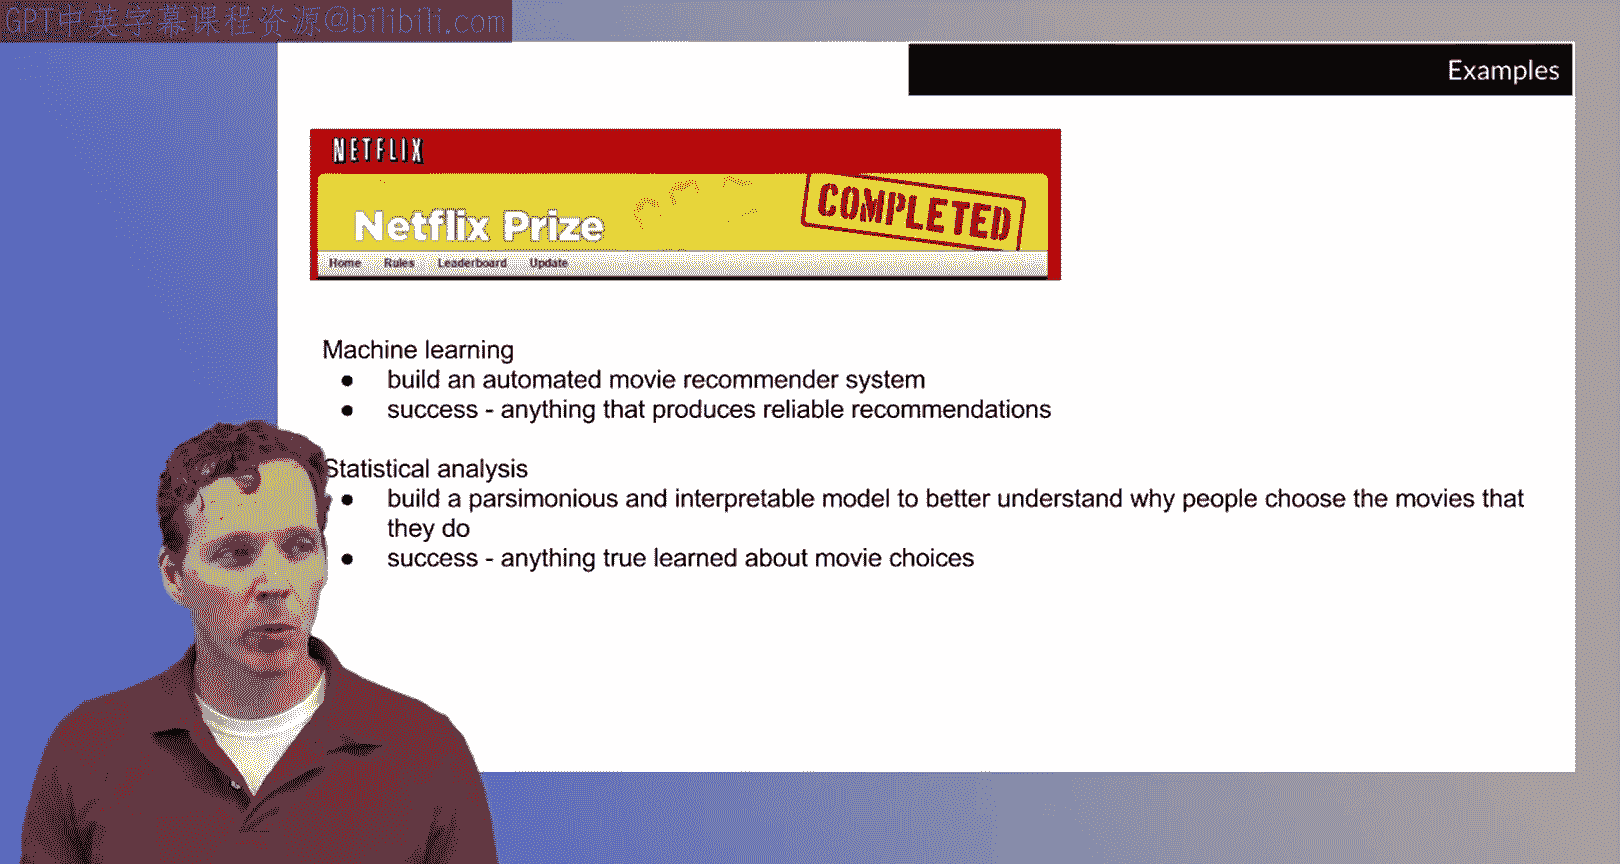 GPT中英字幕课程资源@bilibili.com
Examples
NETFLIX
COMPLETED
Netflix Prize
Home Rules Leaderboard Update
Machine learning
● build an automated movie recommender system
● success - anything that produces reliable recommendations
Statistical analysis
● build a parsimonious and interpretable model to better understand why people choose the movies that
they do
● success - anything true learned about movie choices